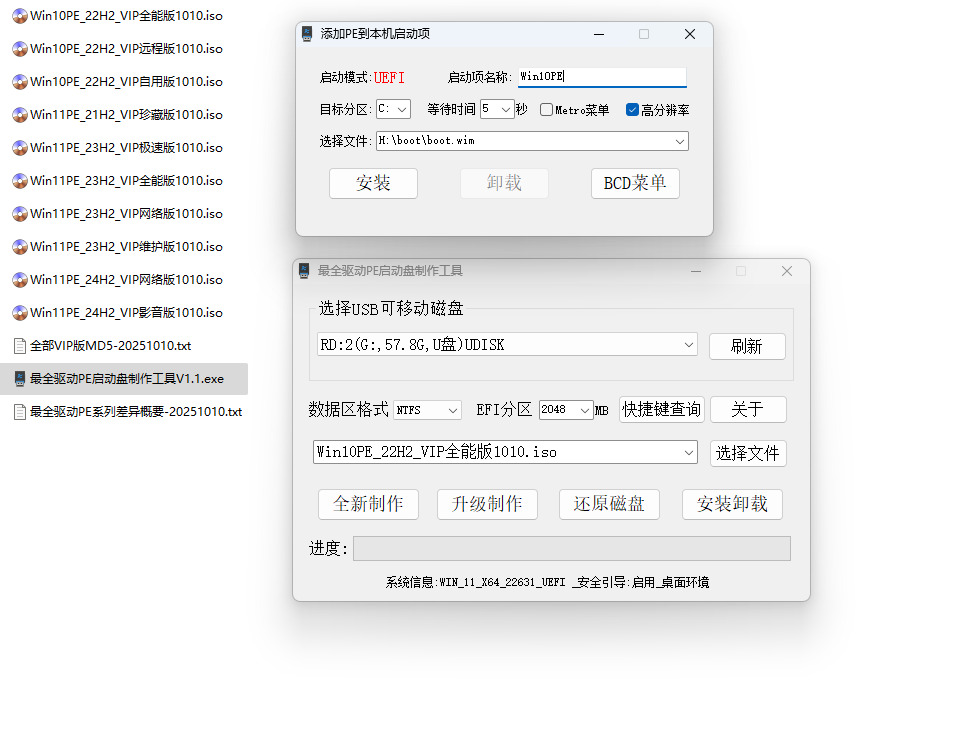 Win10PE_22H2_VIP全能版1010.iso
Win10PE_22H2_VIP远程版1010.iso
Win10PE_22H2_VIP自用版1010.iso
Win11PE_21H2_VIP珍藏版1010.iso
Win11PE_23H2_VIP极速版1010.iso
Win11PE_23H2_VIP全能版1010.iso
Win11PE_23H2_VIP网络版1010.iso
Win11PE_23H2_VIP维护版1010.iso
Win11PE_24H2_VIP网络版1010.iso
Win11PE_24H2_VIP影音版1010.iso
全部VIP版MD5-20251010.txt
最全驱动PE启动盘制作工具V1.1.exe
最全驱动PE系列差异概要-20251010.txt
添加PE到本机启动项
启动模式:UEFI 启动项名称: Win10PE
目标分区: C: 等待时间 5 秒 Metro菜单 高分辨率
选择文件: H:\boot\boot.wim
安装 卸载 BCD菜单
最全驱动PE启动盘制作工具
选择USB可移动磁盘
RD:2(G:,57.8G,U盘)UDISK 刷新
数据区格式 NTFS EFI分区 2048 MB 快捷键查询 关于
Win10PE_22H2_VIP全能版1010.iso 选择文件
全新制作 升级制作 还原磁盘 安装卸载
进度:
系统信息:WIN_11_X64_22631_UEFI _安全引导:启用_桌面环境